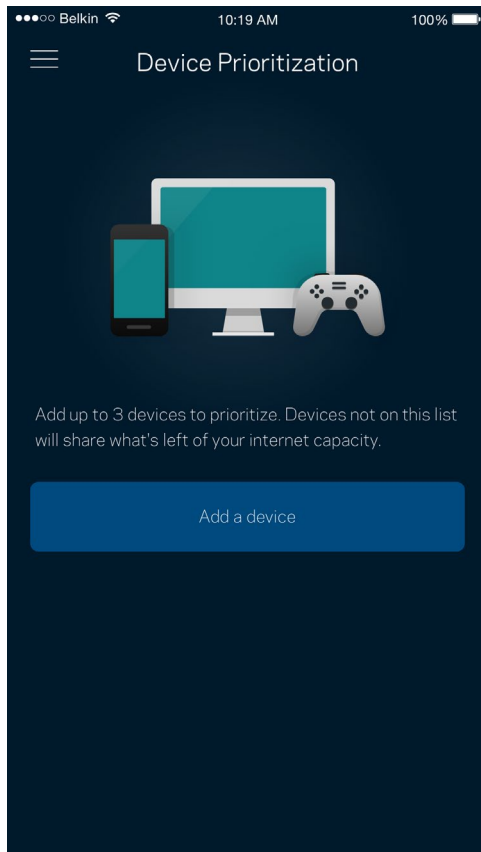 Belkin 10:19 AM 100%
Device Prioritization
Add up to 3 devices to prioritize. Devices not on this list
will share what's left of your internet capacity.
Add a device